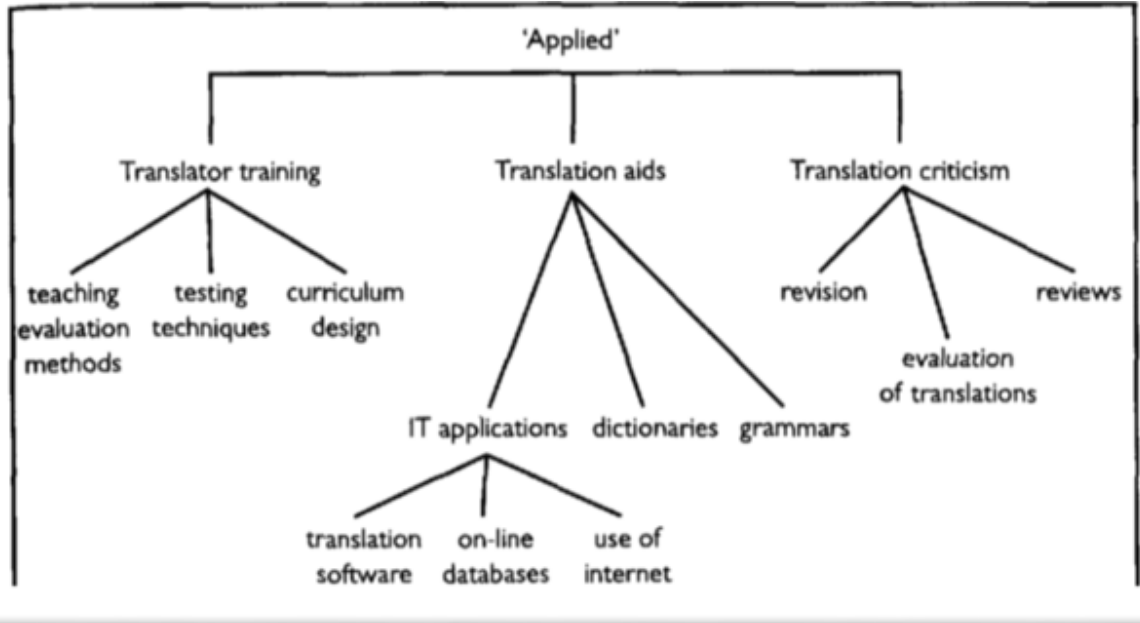 'Applied'
Translator training
Translation aids
Translation criticism
teaching
evaluation
methods
testing
techniques
curriculum
design
revision
evaluation
of translations
reviews
IT applications
dictionaries
grammars
translation
software
on-line
databases
use of
internet